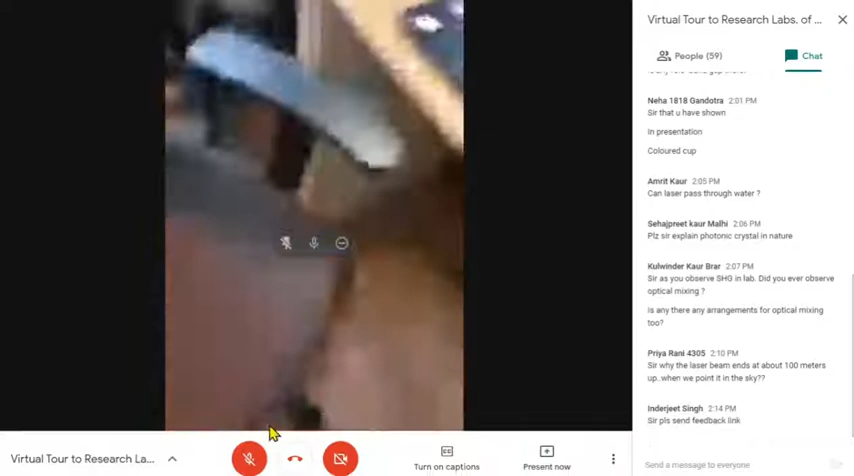 Virtual Tour to Research Labs. of ...
People (59)
Chat
Neha 1818 Gandotra 2:01 PM
Sir that u have shown
In presentation
Coloured cup
Amrit Kaur 2:05 PM
Can laser pass through water ?
Sehajpreet kaur Malhi 2:06 PM
Plz sir explain photonic crystal in nature
Kulwinder Kaur Brar 2:07 PM
Sir as you observe SHG in lab. Did you ever observe
optical mixing ?
Is any there any arrangements for optical mixing
too?
Priya Rani 4305 2:10 PM
Sir why the laser beam ends at about 100 meters
up..when we point it in the sky??
Inderjeet Singh 2:14 PM
Sir pls send feedback link
Send a message to everyone
Virtual Tour to Research La...
Turn on captions
Present now